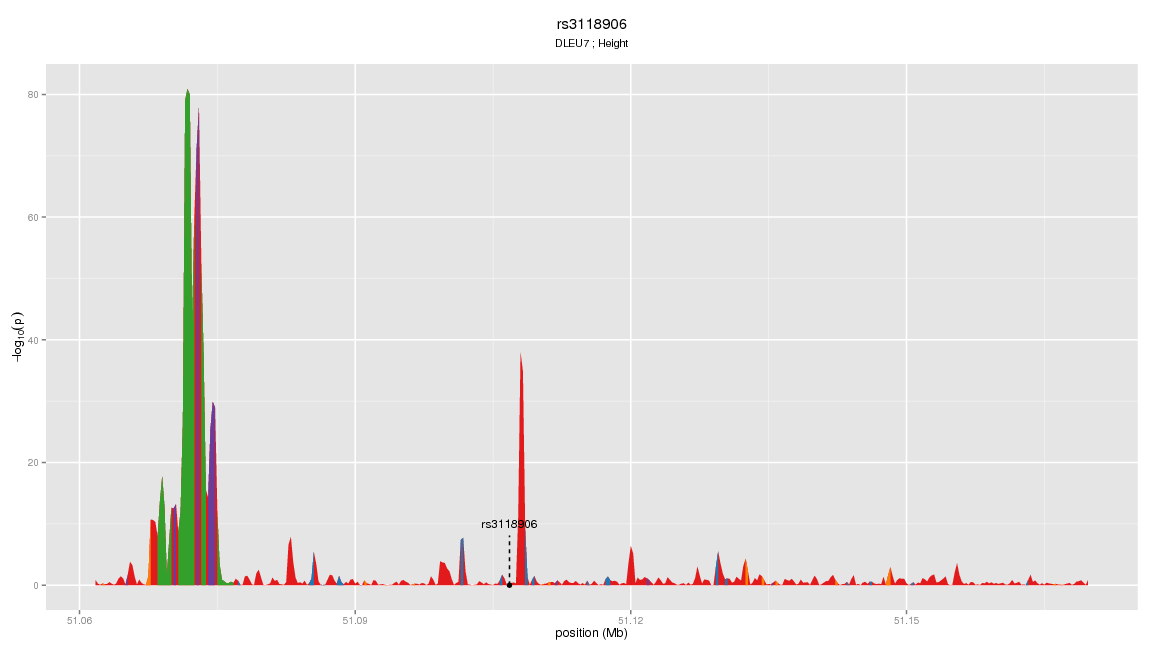 rs3118906
DLEU7 ; Height
80
60
40
20
0
−log10(p)
rs3118906
51.06
51.09
51.12
51.15
position (Mb)